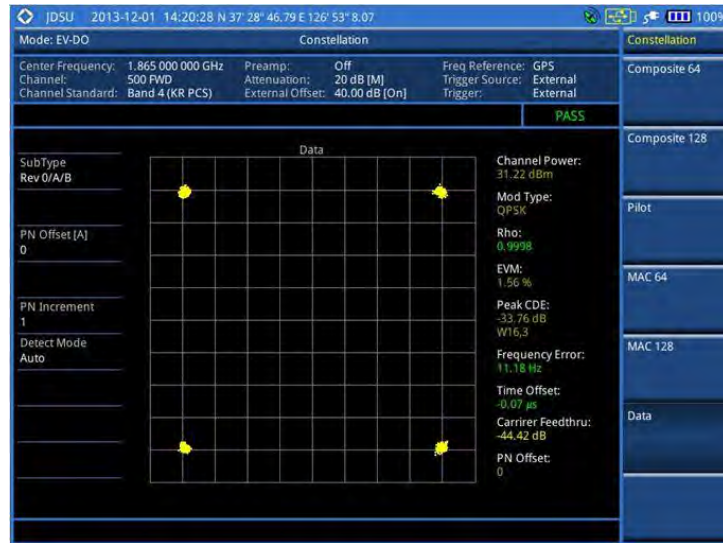 JDSU 2013-12-01 14:20:28 N 37' 28" 46.79 E 126' 53" 8.07 100%
Mode: EV-DO Constellation
Center Frequency: 1.865 000 000 GHz Preamp: Off Freq Reference: GPS
Channel: 500 FWD Attenuation: 20 dB [M] Trigger Source: External
Channel Standard: Band 4 (KR PCS) External Offset: 40.00 dB [On] Trigger: External
PASS
SubType
Rev 0/A/B
PN Offset [A]
0
PN Increment
1
Detect Mode
Auto
Data
Channel Power:
31.22 dBm
Mod Type:
QPSK
Rho:
0.9998
EVM:
1.56 %
Peak CDE:
-33.76 dB
W16,3
Frequency Error:
11.18 Hz
Time Offset:
-0.07 µs
Carrirer Feedthru:
-44.42 dB
PN Offset:
0
Constellation
Composite 64
Composite 128
Pilot
MAC 64
MAC 128
Data